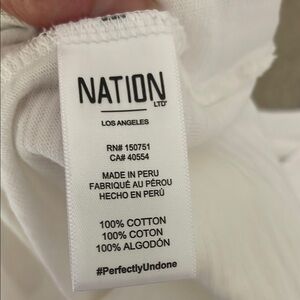 NATION
LTD
LOS ANGELES
RN# 150751
CA# 40554
MADE IN PERU
FABRIQUÉ AU PÉROU
HECHO EN PERÚ
100% COTTON
100% COTON
100% ALGODÓN
#PerfectlyUndone